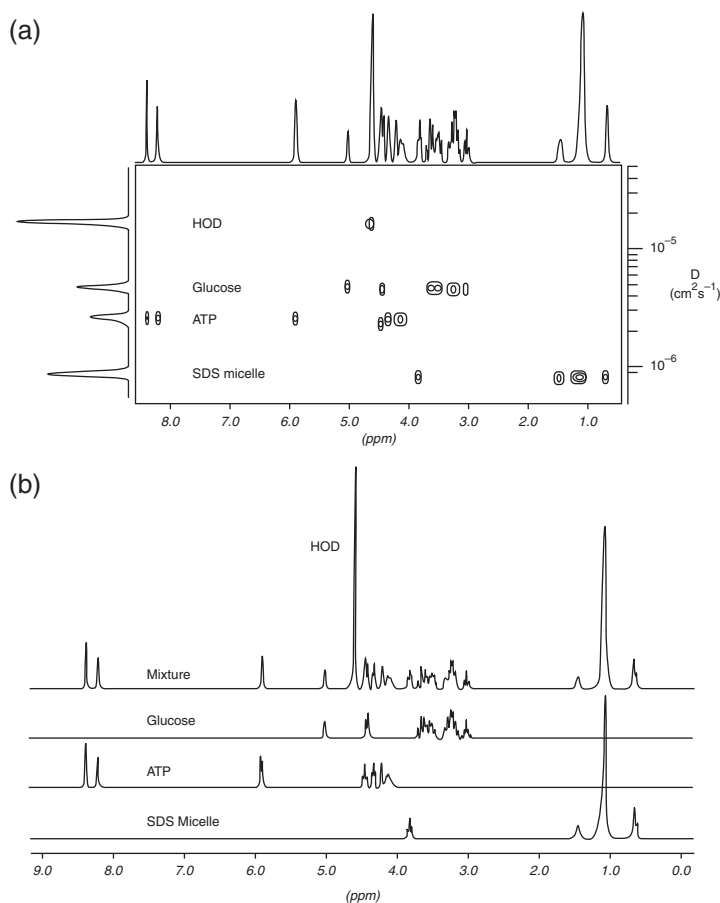 (a)
HOD
Glucose
ATP
SDS micelle
10−5
D
(cm2s−1)
10−6
8.0 7.0 6.0 5.0 4.0 3.0 2.0 1.0
(ppm)
(b)
HOD
Mixture
Glucose
ATP
SDS Micelle
9.0 8.0 7.0 6.0 5.0 4.0 3.0 2.0 1.0 0.0
(ppm)